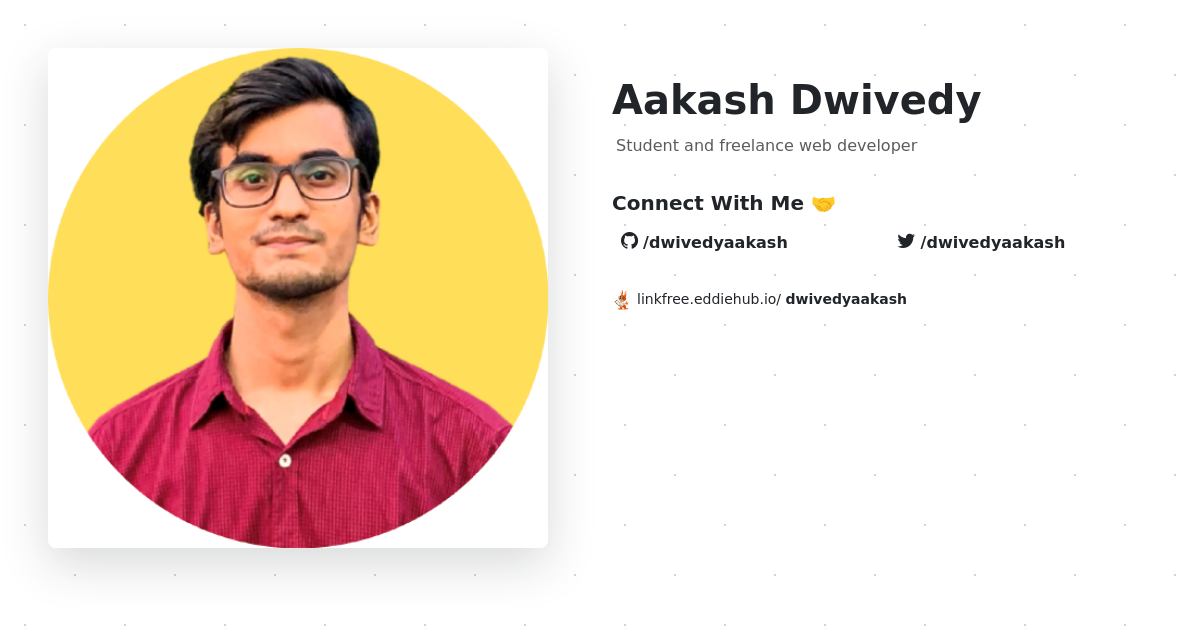 Aakash Dwivedy
Student and freelance web developer
Connect With Me 🤝
/dwivedyaakash
/dwivedyaakash
linkfree.eddiehub.io/ dwivedyaakash